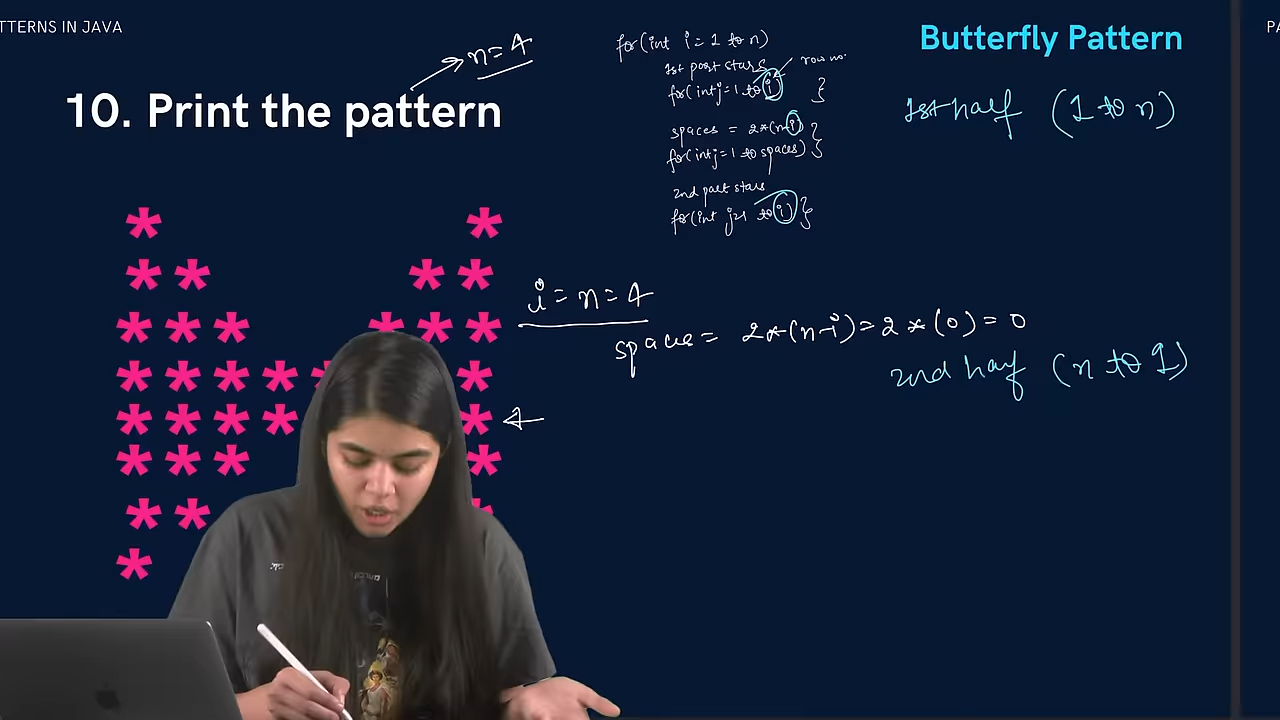 TTERNS IN JAVA
PA
Butterfly Pattern
10. Print the pattern
n = 4
for(int i = 1 to n)
1st part stars
row no.
for(int j=1 to i) }
spaces = 2*(n-i) }
for(int j=1 to spaces) }
2nd part stars
for(int j=1 to i) }
1st half (1 to n)
i = n = 4
spaces = 2*(n-i) = 2*(0) = 0
2nd half (n to 1)
* *
** **
*** ***
***** *
**** *
*** *
** *
*